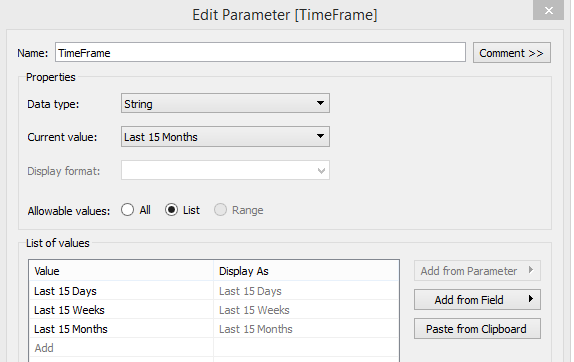 Edit Parameter [TimeFrame]
Name: TimeFrame Comment >>
Properties
Data type: String
Current value: Last 15 Months
Display format:
Allowable values: All List Range
List of values
Value Display As
Last 15 Days Last 15 Days
Last 15 Weeks Last 15 Weeks
Last 15 Months Last 15 Months
Add
Add from Parameter
Add from Field
Paste from Clipboard